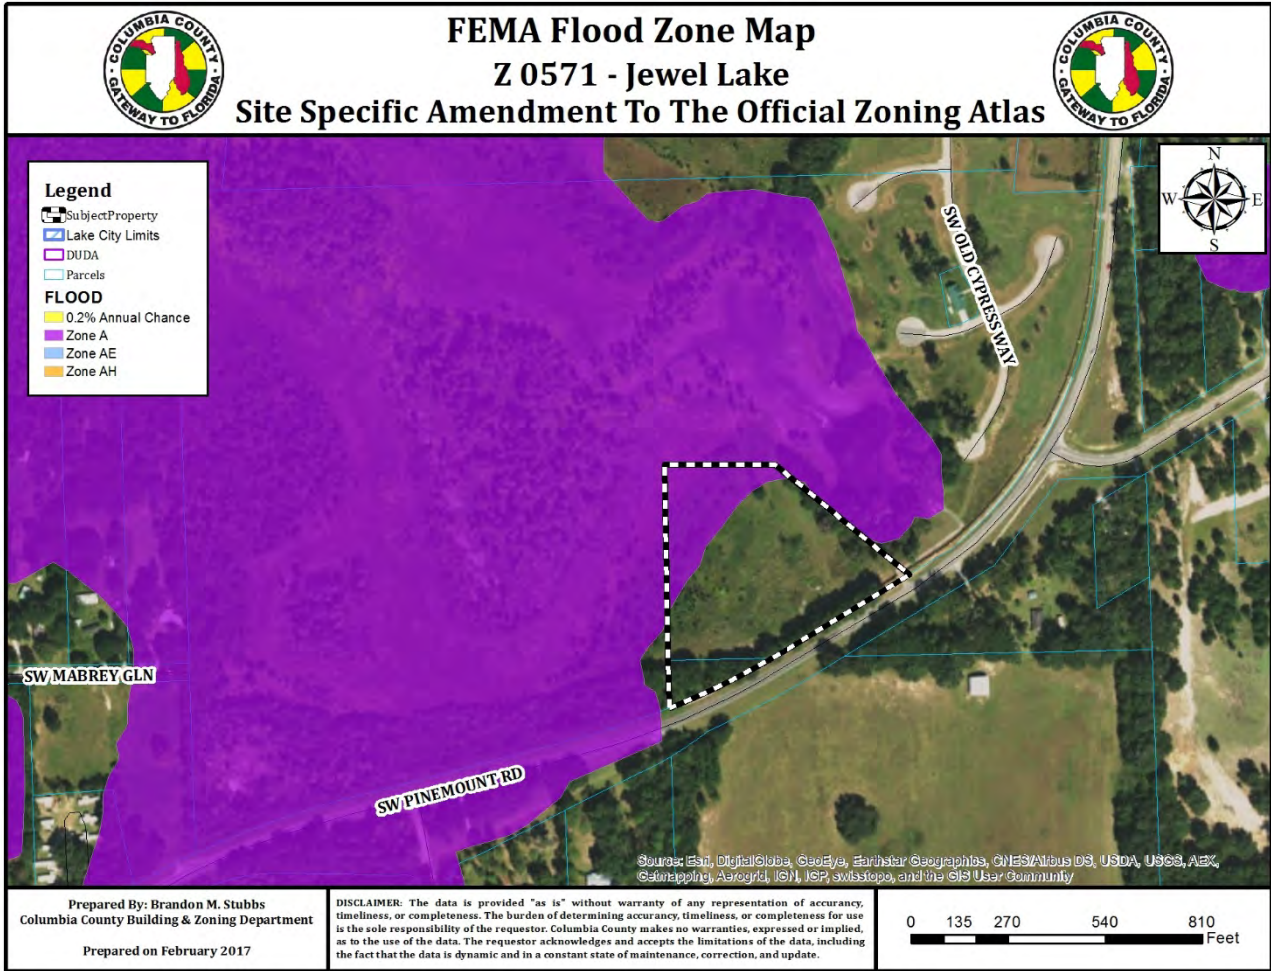 FEMA Flood Zone Map
Z 0571 - Jewel Lake
Site Specific Amendment To The Official Zoning Atlas
COLUMBIA COUNTY
GATEWAY TO FLORIDA
COLUMBIA COUNTY
GATEWAY TO FLORIDA
Legend
SubjectProperty
Lake City Limits
DUDA
Parcels
FLOOD
0.2% Annual Chance
Zone A
Zone AE
Zone AH
N
W E
S
SW OLD CYPRESS WAY
SW MABREY GLN
SW PINEMOUNT RD
Source: Esri, DigitalGlobe, GeoEye, Earthstar Geographics, CNES/Airbus DS, USDA, USGS, AEX,
Getmapping, Aerogrid, IGN, IGP, swisstopo, and the GIS User Community
Prepared By: Brandon M. Stubbs
Columbia County Building & Zoning Department
Prepared on February 2017
DISCLAIMER: The data is provided "as is" without warranty of any representation of accuracy,
timeliness, or completeness. The burden of determining accuracy, timeliness, or completeness for use
is the sole responsibility of the requestor. Columbia County makes no warranties, expressed or implied,
as to the use of the data. The requestor acknowledges and accepts the limitations of the data, including
the fact that the data is dynamic and in a constant state of maintenance, correction, and update.
0 135 270 540 810
Feet